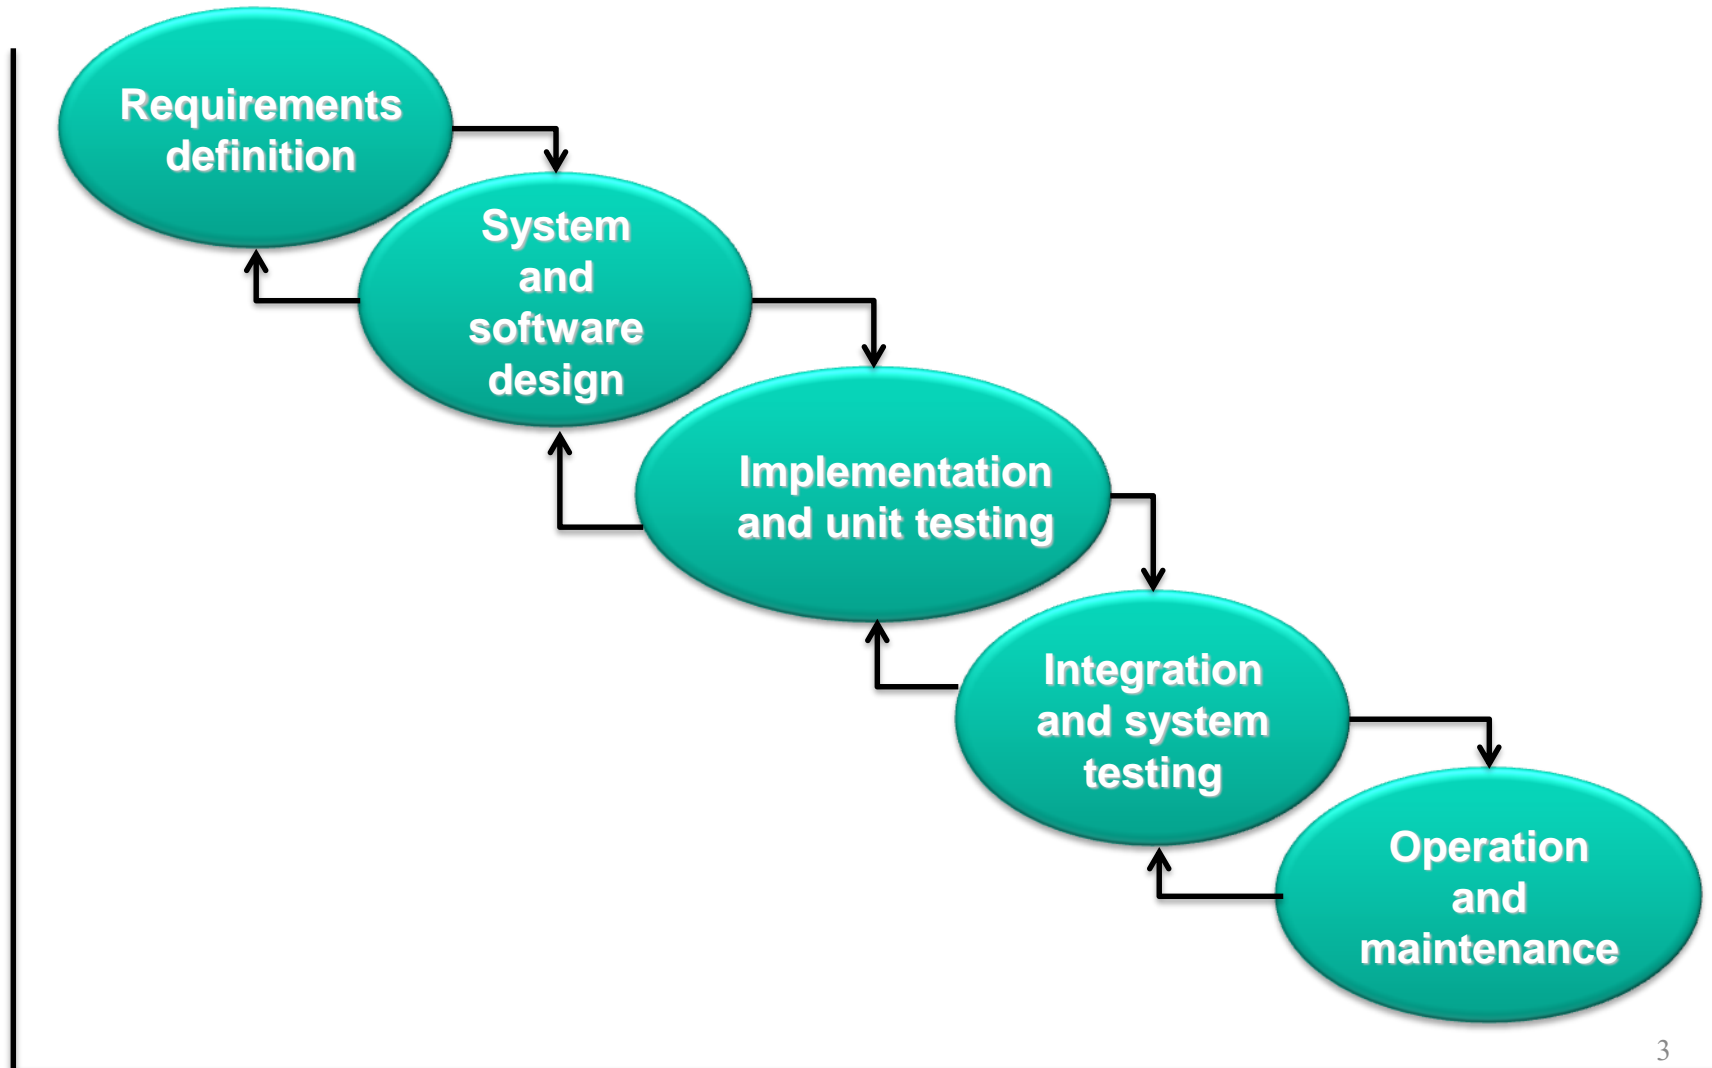 Requirements
definition
System
and
software
design
Implementation
and unit testing
Integration
and system
testing
Operation
and
maintenance
3